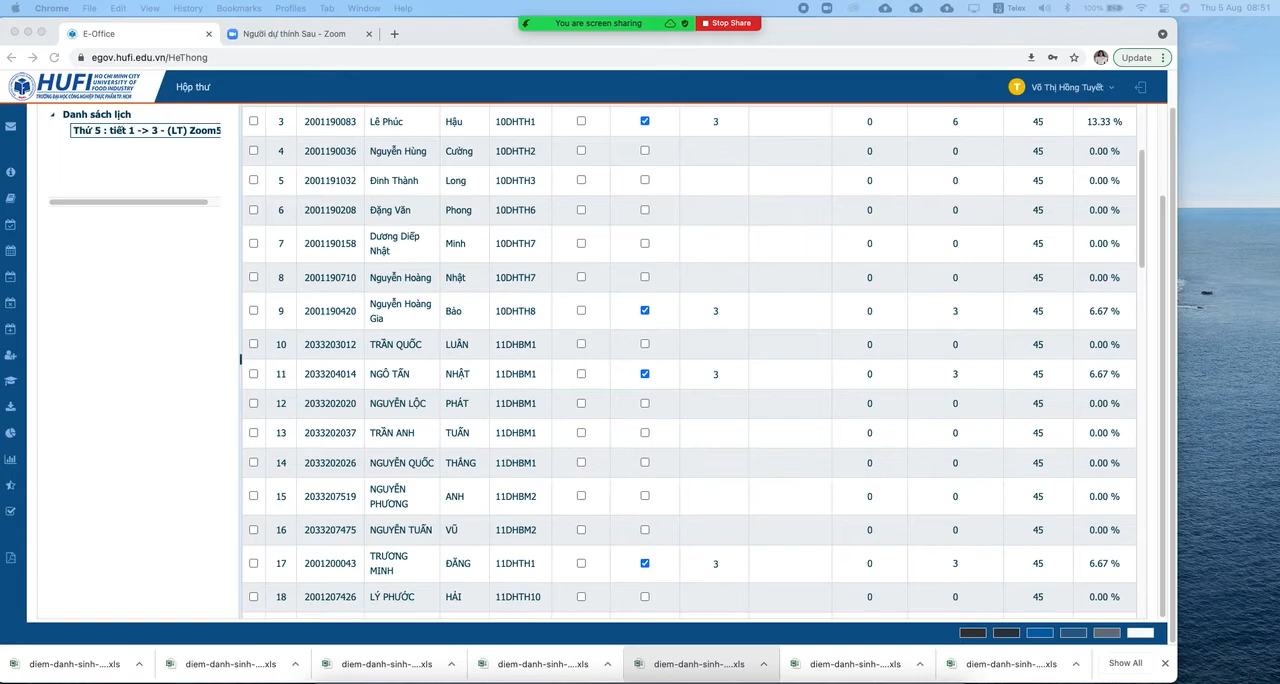 Chrome File Edit View History Bookmarks Profiles Tab Window Help Telex 100% Thu 5 Aug 08:51
You are screen sharing Stop Share
E-Office Người dự thính Sau - Zoom
egov.hufi.edu.vn/HeThong Update
HUFI HO CHI MINH CITY
UNIVERSITY OF
FOOD INDUSTRY
TRƯỜNG ĐẠI HỌC CÔNG NGHIỆP THỰC PHẨM TP.HCM
Hộp thư T Võ Thị Hồng Tuyết
Danh sách lịch
Thứ 5 : tiết 1 -> 3 - (LT) Zoom5
3 2001190083 Lê Phúc Hậu 10DHTH1 3 0 6 45 13.33 %
4 2001190036 Nguyễn Hùng Cường 10DHTH2 0 0 45 0.00 %
5 2001191032 Đinh Thành Long 10DHTH3 0 0 45 0.00 %
6 2001190208 Đặng Văn Phong 10DHTH6 0 0 45 0.00 %
7 2001190158 Dương Diếp Nhật Minh 10DHTH7 0 0 45 0.00 %
8 2001190710 Nguyễn Hoàng Nhật 10DHTH7 0 0 45 0.00 %
9 2001190420 Nguyễn Hoàng Gia Bảo 10DHTH8 3 0 3 45 6.67 %
10 2033203012 TRẦN QUỐC LUÂN 11DHBM1 0 0 45 0.00 %
11 2033204014 NGÔ TẤN NHẬT 11DHBM1 3 0 3 45 6.67 %
12 2033202020 NGUYỄN LỘC PHÁT 11DHBM1 0 0 45 0.00 %
13 2033202037 TRẦN ANH TUẤN 11DHBM1 0 0 45 0.00 %
14 2033202026 NGUYỄN QUỐC THẮNG 11DHBM1 0 0 45 0.00 %
15 2033207519 NGUYỄN PHƯƠNG ANH 11DHBM2 0 0 45 0.00 %
16 2033207475 NGUYỄN TUẤN VŨ 11DHBM2 0 0 45 0.00 %
17 2001200043 TRƯƠNG MINH ĐĂNG 11DHTH1 3 0 3 45 6.67 %
18 2001207426 LÝ PHƯỚC HẢI 11DHTH10 0 0 45 0.00 %
diem-danh-sinh-....xls diem-danh-sinh-....xls diem-danh-sinh-....xls diem-danh-sinh-....xls diem-danh-sinh-....xls diem-danh-sinh-....xls diem-danh-sinh-....xls Show All